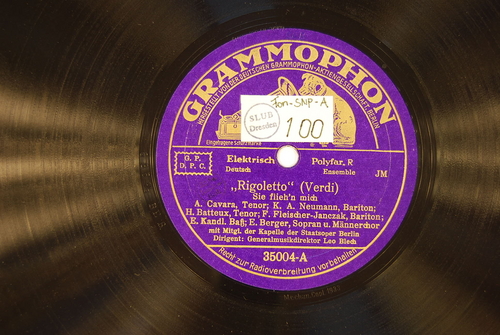 GRAMMOPHON
HERGESTELLT VON DER DEUTSCHEN GRAMMOPHON-AKTIENGESELLSCHAFT, BERLIN
Fon-SNP-A
SLUB
Dresden
100
Eingetragene Schutzmarke
G. P.
D. P. C.
Elektrisch
Polyfar. R
Deutsch
Ensemble
JM
„Rigoletto“ (Verdi)
Sie flieh'n mich
A. Cavara, Tenor; K. A. Neumann, Bariton;
H. Batteux, Tenor; F. Fleischer-Janczak, Bariton;
E. Kandl. Baß; E. Berger, Sopran u. Männerchor
mit Mitgl. der Kapelle der Staatsoper Berlin
Dirigent: Generalmusikdirektor Leo Blech
35004-A
Recht zur Radioverbreitung vorbehalten